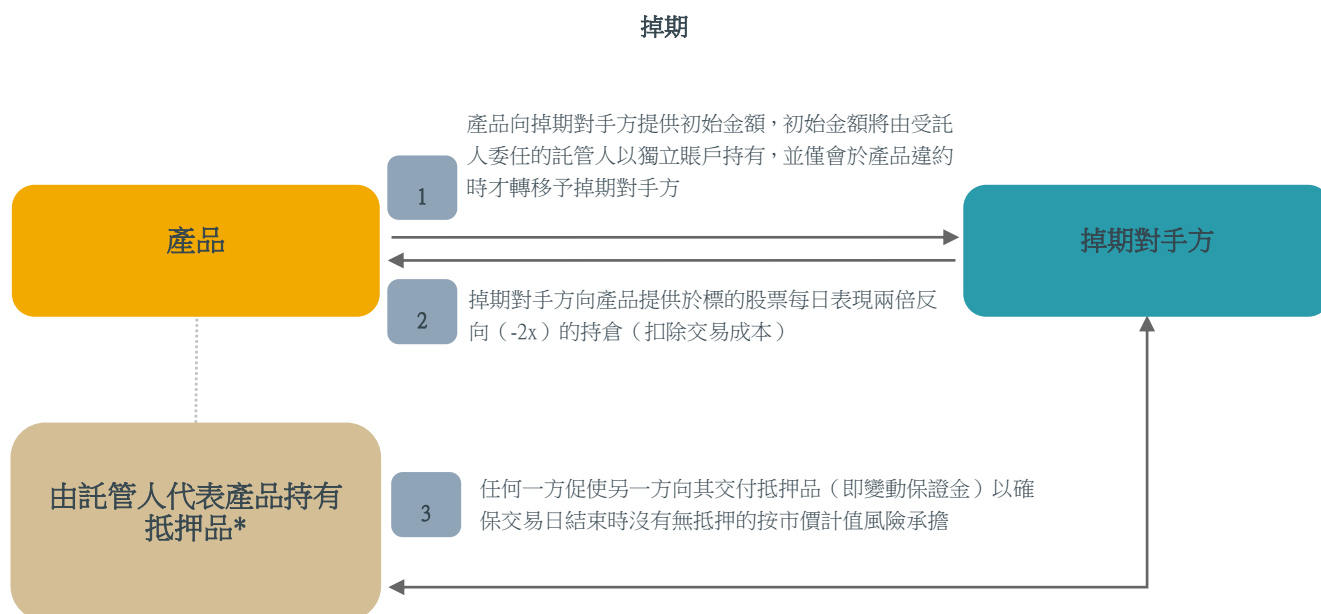 掉期
產品向掉期對手方提供初始金額，初始金額將由受託
人委任的託管人以獨立賬戶持有，並僅會於產品違約
時才轉移予掉期對手方
1
產品
掉期對手方
2
掉期對手方向產品提供於標的股票每日表現兩倍反
向（-2x）的持倉（扣除交易成本）
由託管人代表產品持有
抵押品*
3
任何一方促使另一方向其交付抵押品（即變動保證金）以確
保交易日結束時沒有無抵押的按市價計值風險承擔